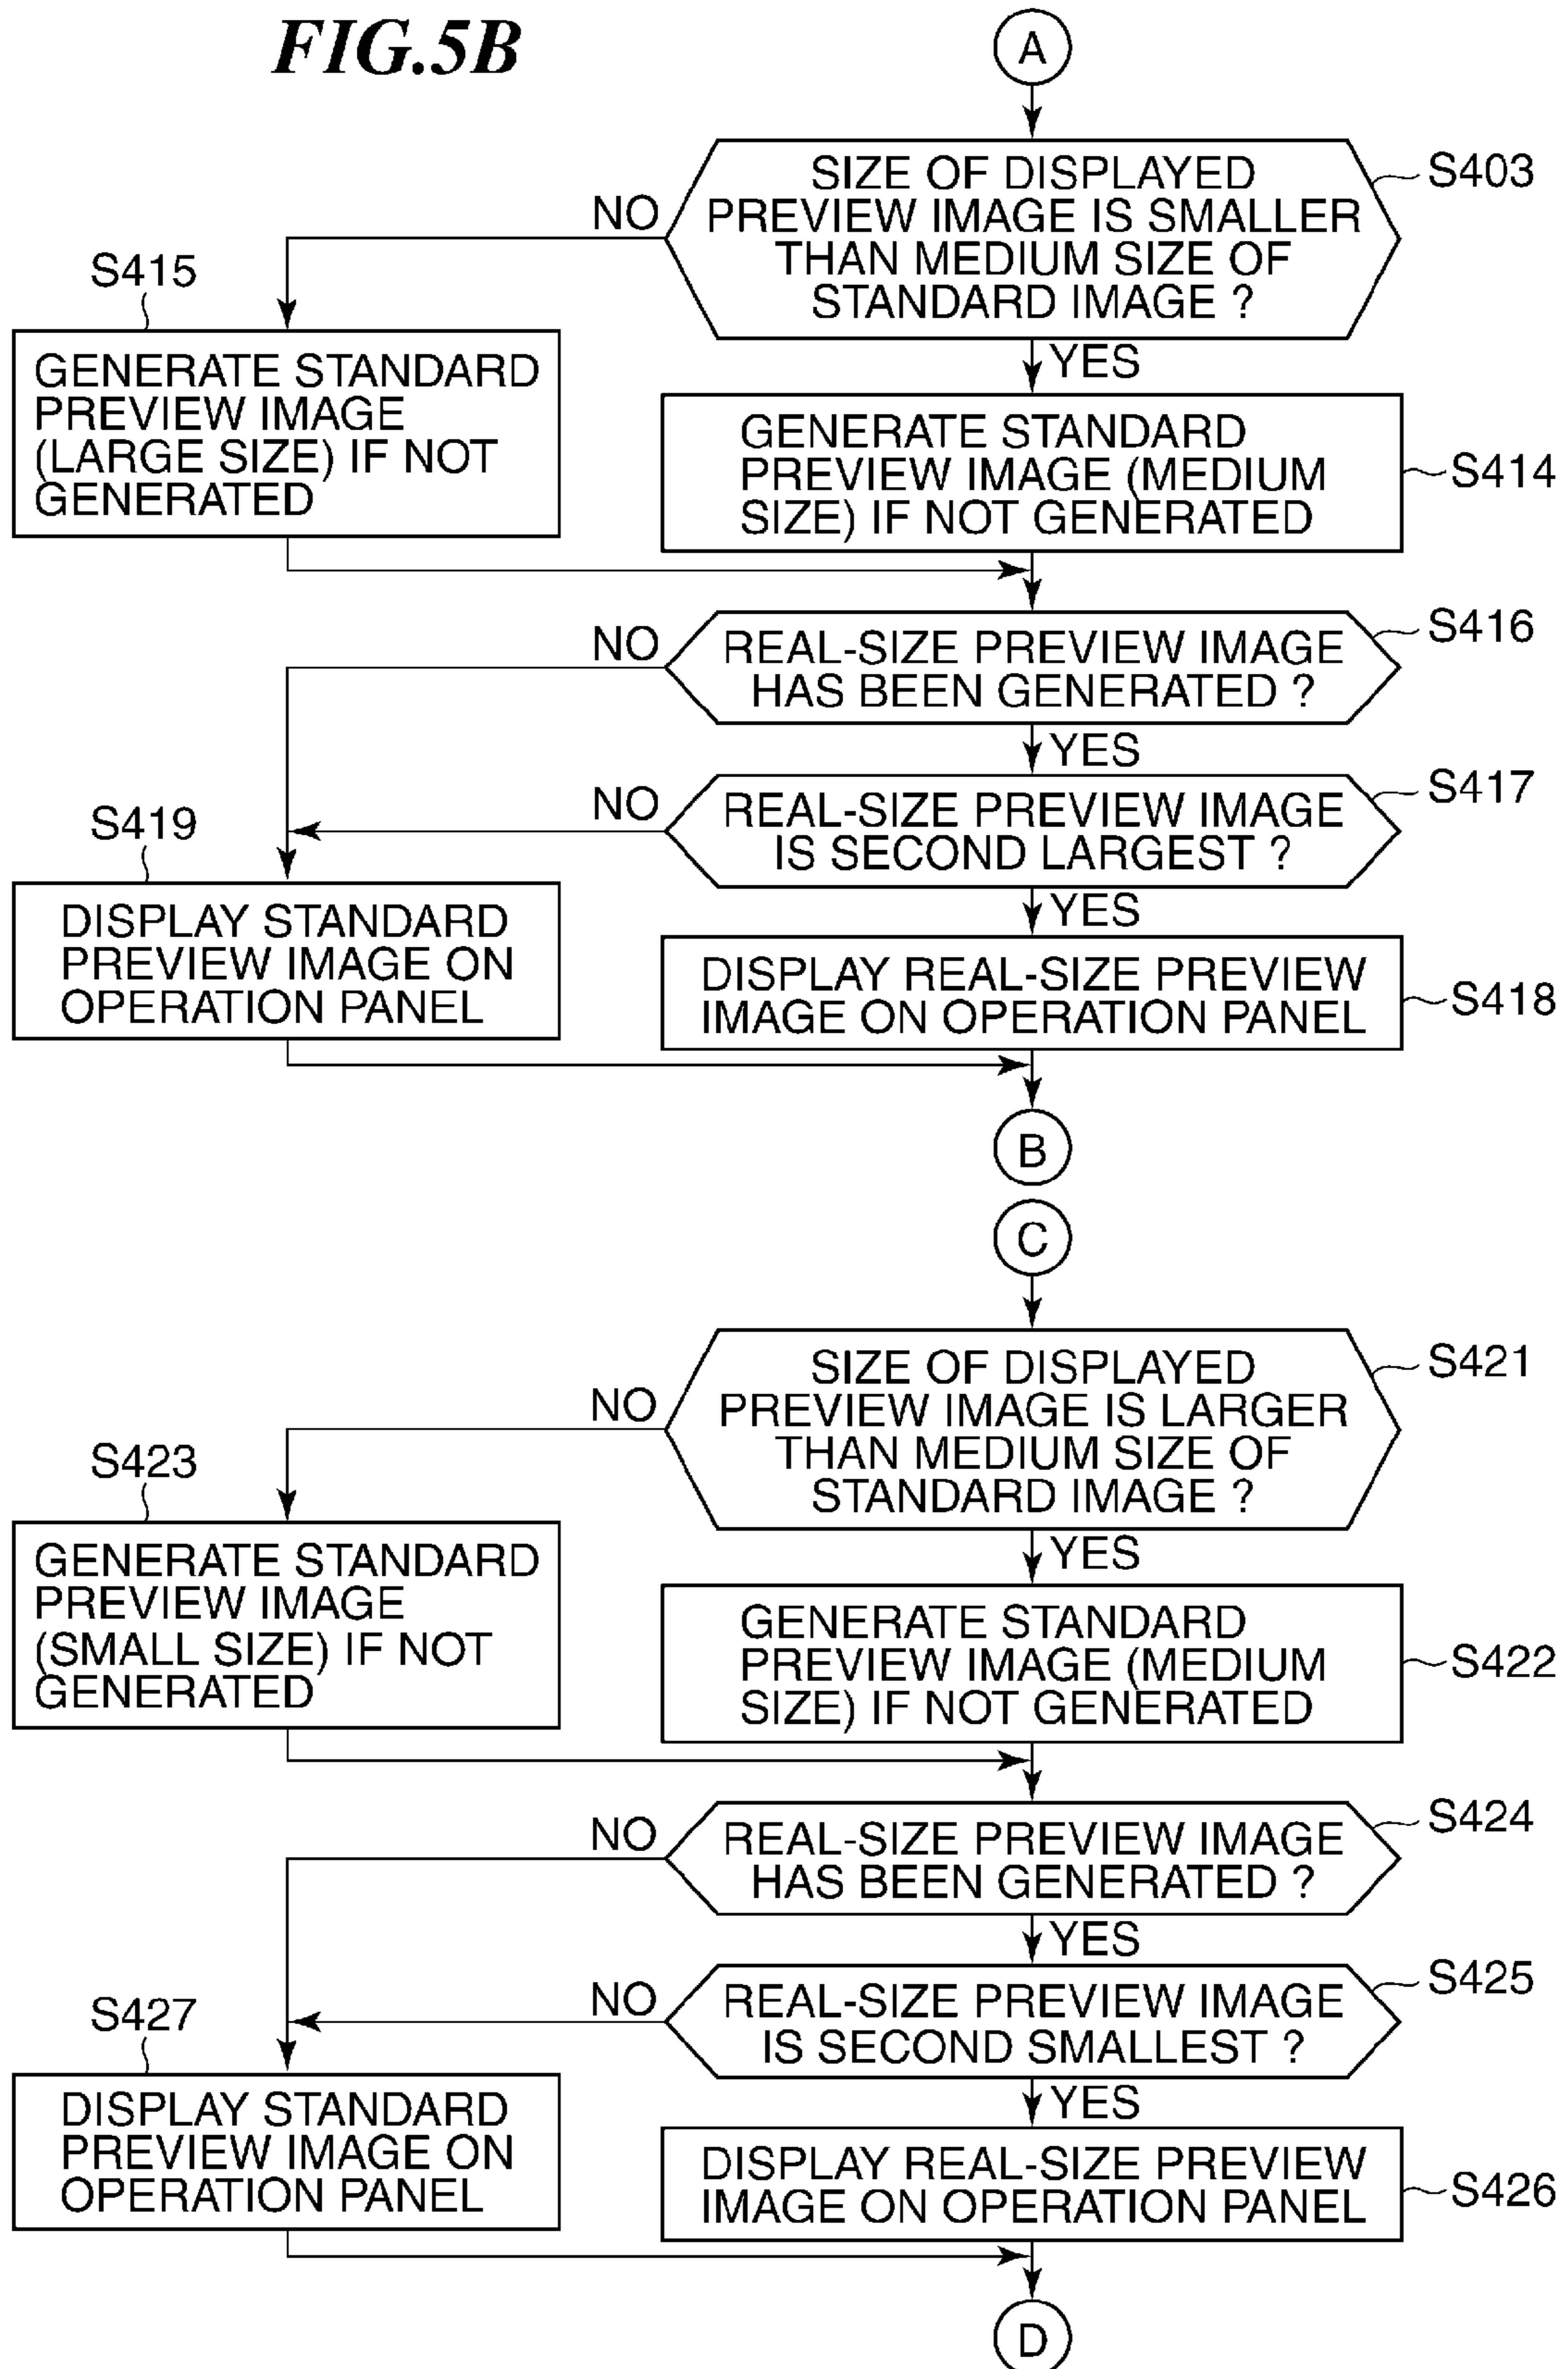 FIG.5B
A
SIZE OF DISPLAYED
PREVIEW IMAGE IS SMALLER
THAN MEDIUM SIZE OF
STANDARD IMAGE ?
S403
NO
YES
S415
GENERATE STANDARD
PREVIEW IMAGE
(LARGE SIZE) IF NOT
GENERATED
GENERATE STANDARD
PREVIEW IMAGE (MEDIUM
SIZE) IF NOT GENERATED
S414
REAL-SIZE PREVIEW IMAGE
HAS BEEN GENERATED ?
S416
NO
YES
REAL-SIZE PREVIEW IMAGE
IS SECOND LARGEST ?
S417
NO
YES
S419
DISPLAY STANDARD
PREVIEW IMAGE ON
OPERATION PANEL
DISPLAY REAL-SIZE PREVIEW
IMAGE ON OPERATION PANEL
S418
B
C
SIZE OF DISPLAYED
PREVIEW IMAGE IS LARGER
THAN MEDIUM SIZE OF
STANDARD IMAGE ?
S421
NO
YES
S423
GENERATE STANDARD
PREVIEW IMAGE
(SMALL SIZE) IF NOT
GENERATED
GENERATE STANDARD
PREVIEW IMAGE (MEDIUM
SIZE) IF NOT GENERATED
S422
REAL-SIZE PREVIEW IMAGE
HAS BEEN GENERATED ?
S424
NO
YES
REAL-SIZE PREVIEW IMAGE
IS SECOND SMALLEST ?
S425
NO
YES
S427
DISPLAY STANDARD
PREVIEW IMAGE ON
OPERATION PANEL
DISPLAY REAL-SIZE PREVIEW
IMAGE ON OPERATION PANEL
S426
D